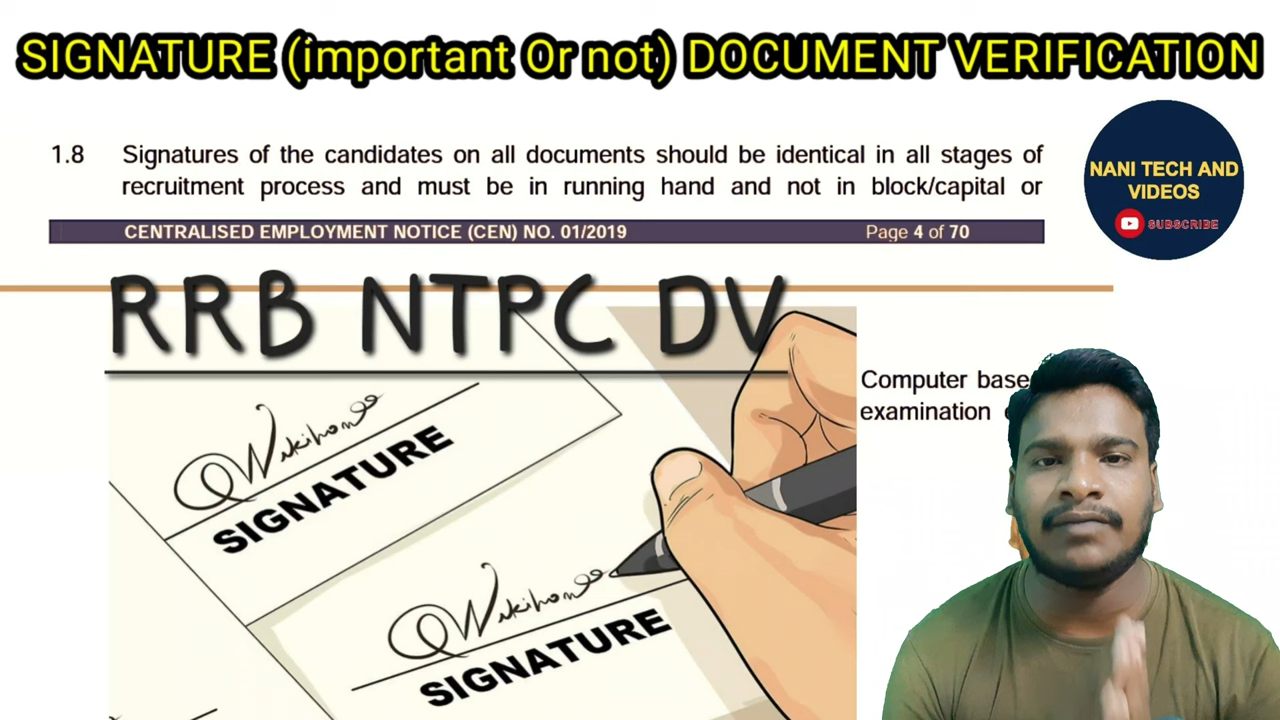 SIGNATURE (important Or not) DOCUMENT VERIFICATION
1.8 Signatures of the candidates on all documents should be identical in all stages of
recruitment process and must be in running hand and not in block/capital or
CENTRALISED EMPLOYMENT NOTICE (CEN) NO. 01/2019 Page 4 of 70
NANI TECH AND
VIDEOS
SUBSCRIBE
RRB NTPC DV
Computer base
examination
Wikihow
SIGNATURE
Wikihow
SIGNATURE